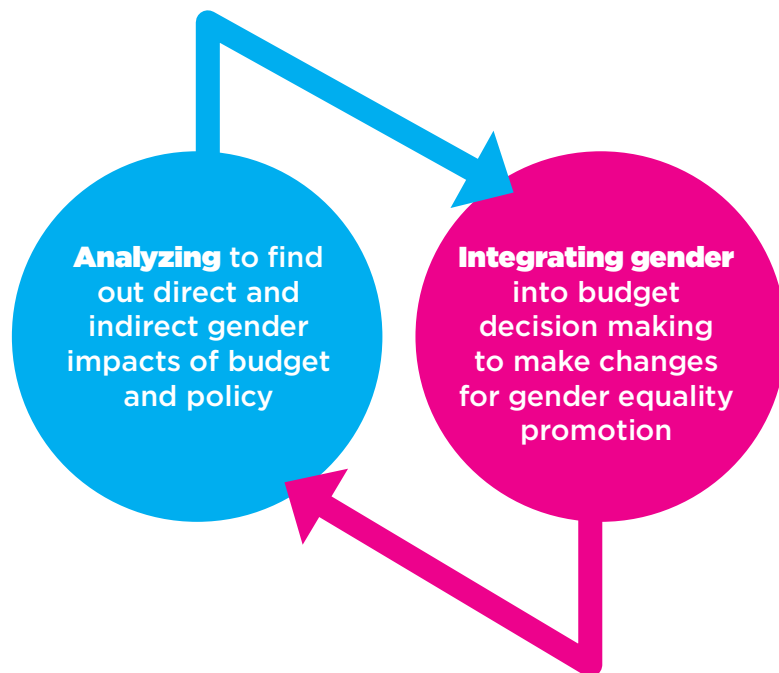 Analyzing to find
out direct and
indirect gender
impacts of budget
and policy
Integrating gender
into budget
decision making
to make changes
for gender equality
promotion